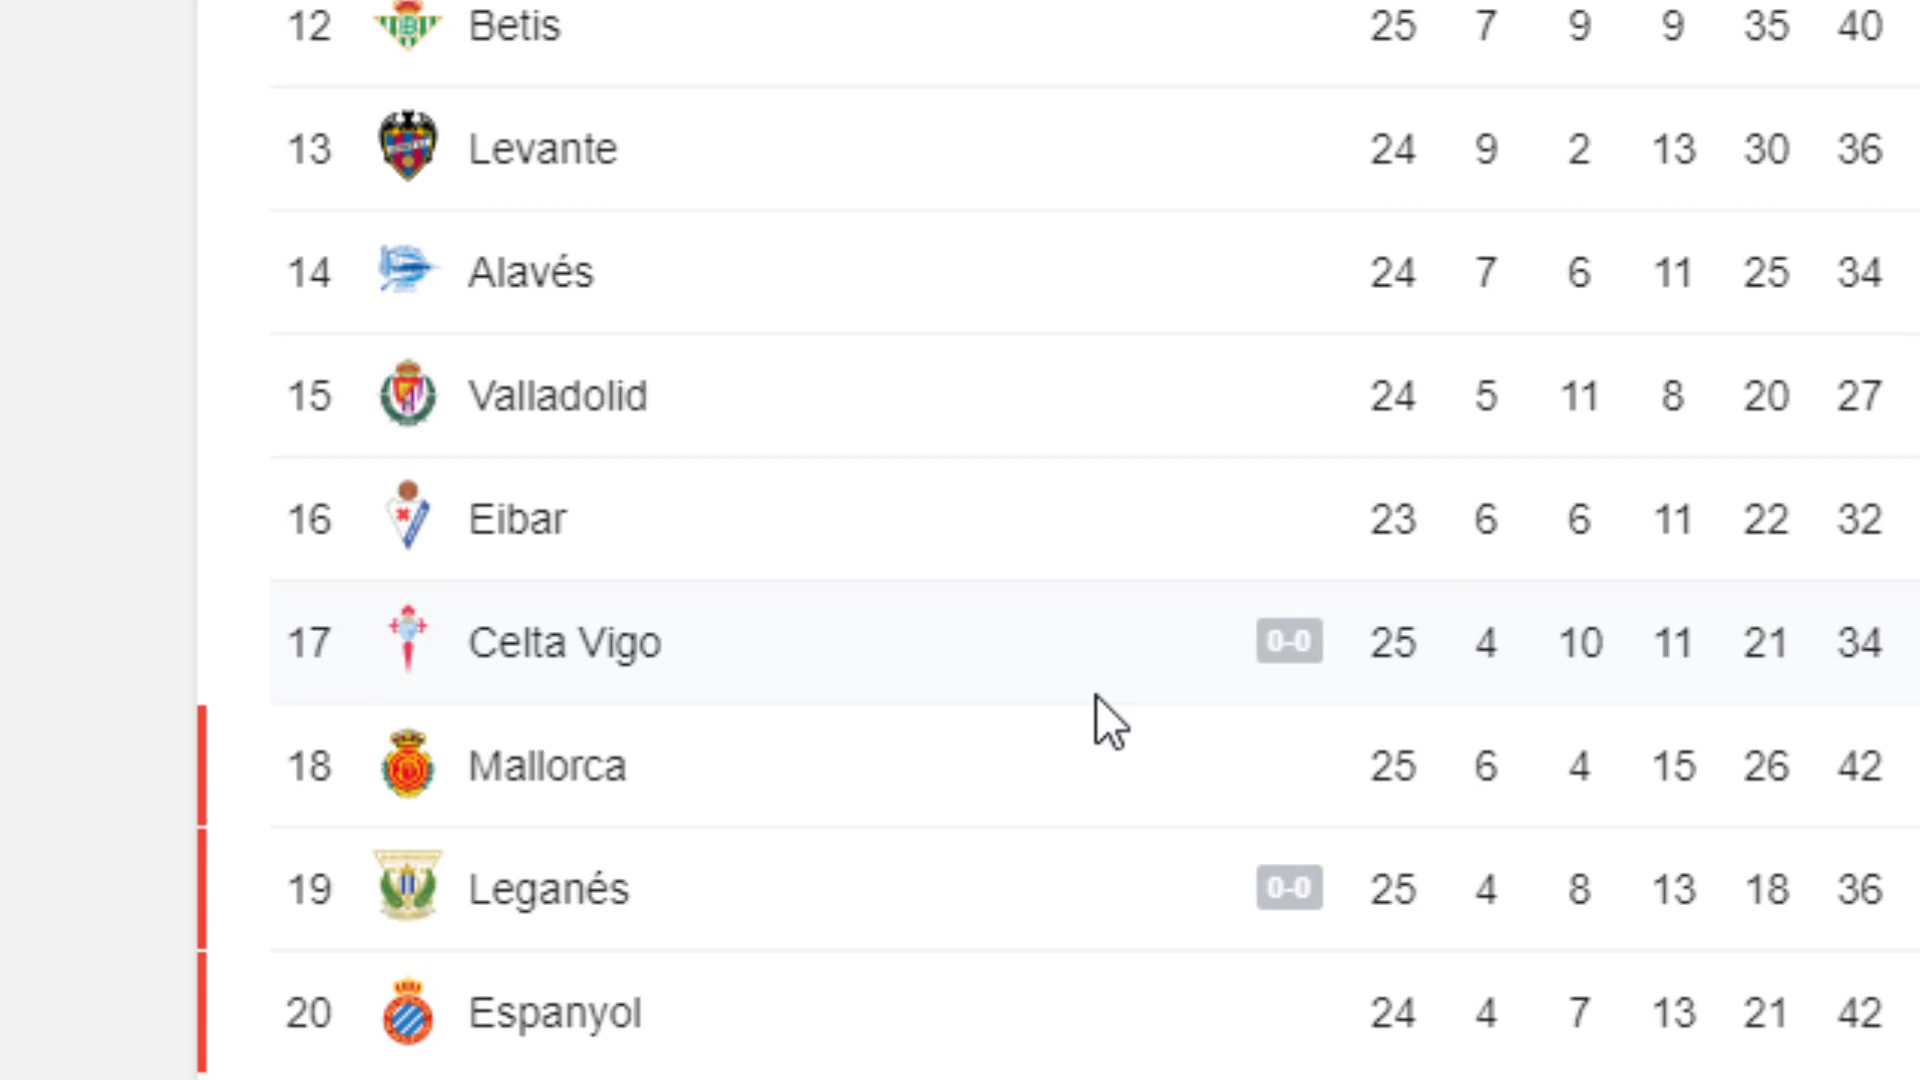 12 Betis 25 7 9 9 35 40
13 Levante 24 9 2 13 30 36
14 Alavés 24 7 6 11 25 34
15 Valladolid 24 5 11 8 20 27
16 Eibar 23 6 6 11 22 32
17 Celta Vigo 0-0 25 4 10 11 21 34
18 Mallorca 25 6 4 15 26 42
19 Leganés 0-0 25 4 8 13 18 36
20 Espanyol 24 4 7 13 21 42